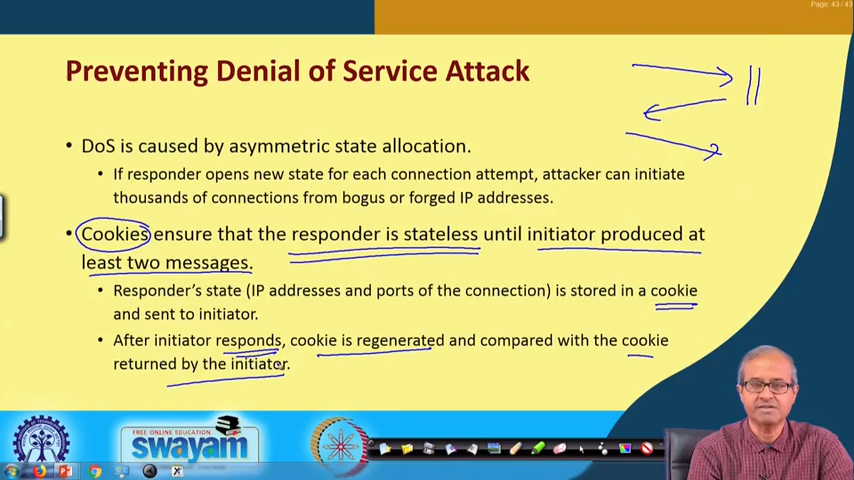 Page: 43 / 43
Preventing Denial of Service Attack
• DoS is caused by asymmetric state allocation.
• If responder opens new state for each connection attempt, attacker can initiate
thousands of connections from bogus or forged IP addresses.
• Cookies ensure that the responder is stateless until initiator produced at
least two messages.
• Responder's state (IP addresses and ports of the connection) is stored in a cookie
and sent to initiator.
• After initiator responds, cookie is regenerated and compared with the cookie
returned by the initiator.
FREE ONLINE EDUCATION
swayam